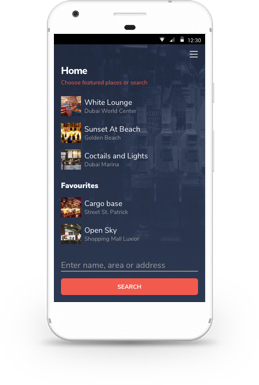 12:30
Home
Choose featured places or search
White Lounge
Dubai World Center
Sunset At Beach
Golden Beach
Coctails and Lights
Dubai Marina
Favourites
Cargo base
Street St. Patrick
Open Sky
Shopping Mall Luxor
Enter name, area or address
SEARCH